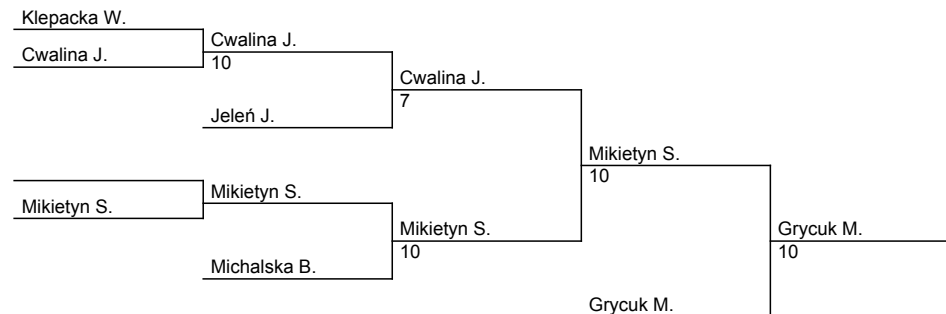 Klepacka W.
Cwalina J.
Cwalina J.
10
Cwalina J.
7
Jeleń J.
Mikietyn S.
10
Mikietyn S.
Mikietyn S.
Mikietyn S.
10
Grycuk M.
10
Michalska B.
Grycuk M.